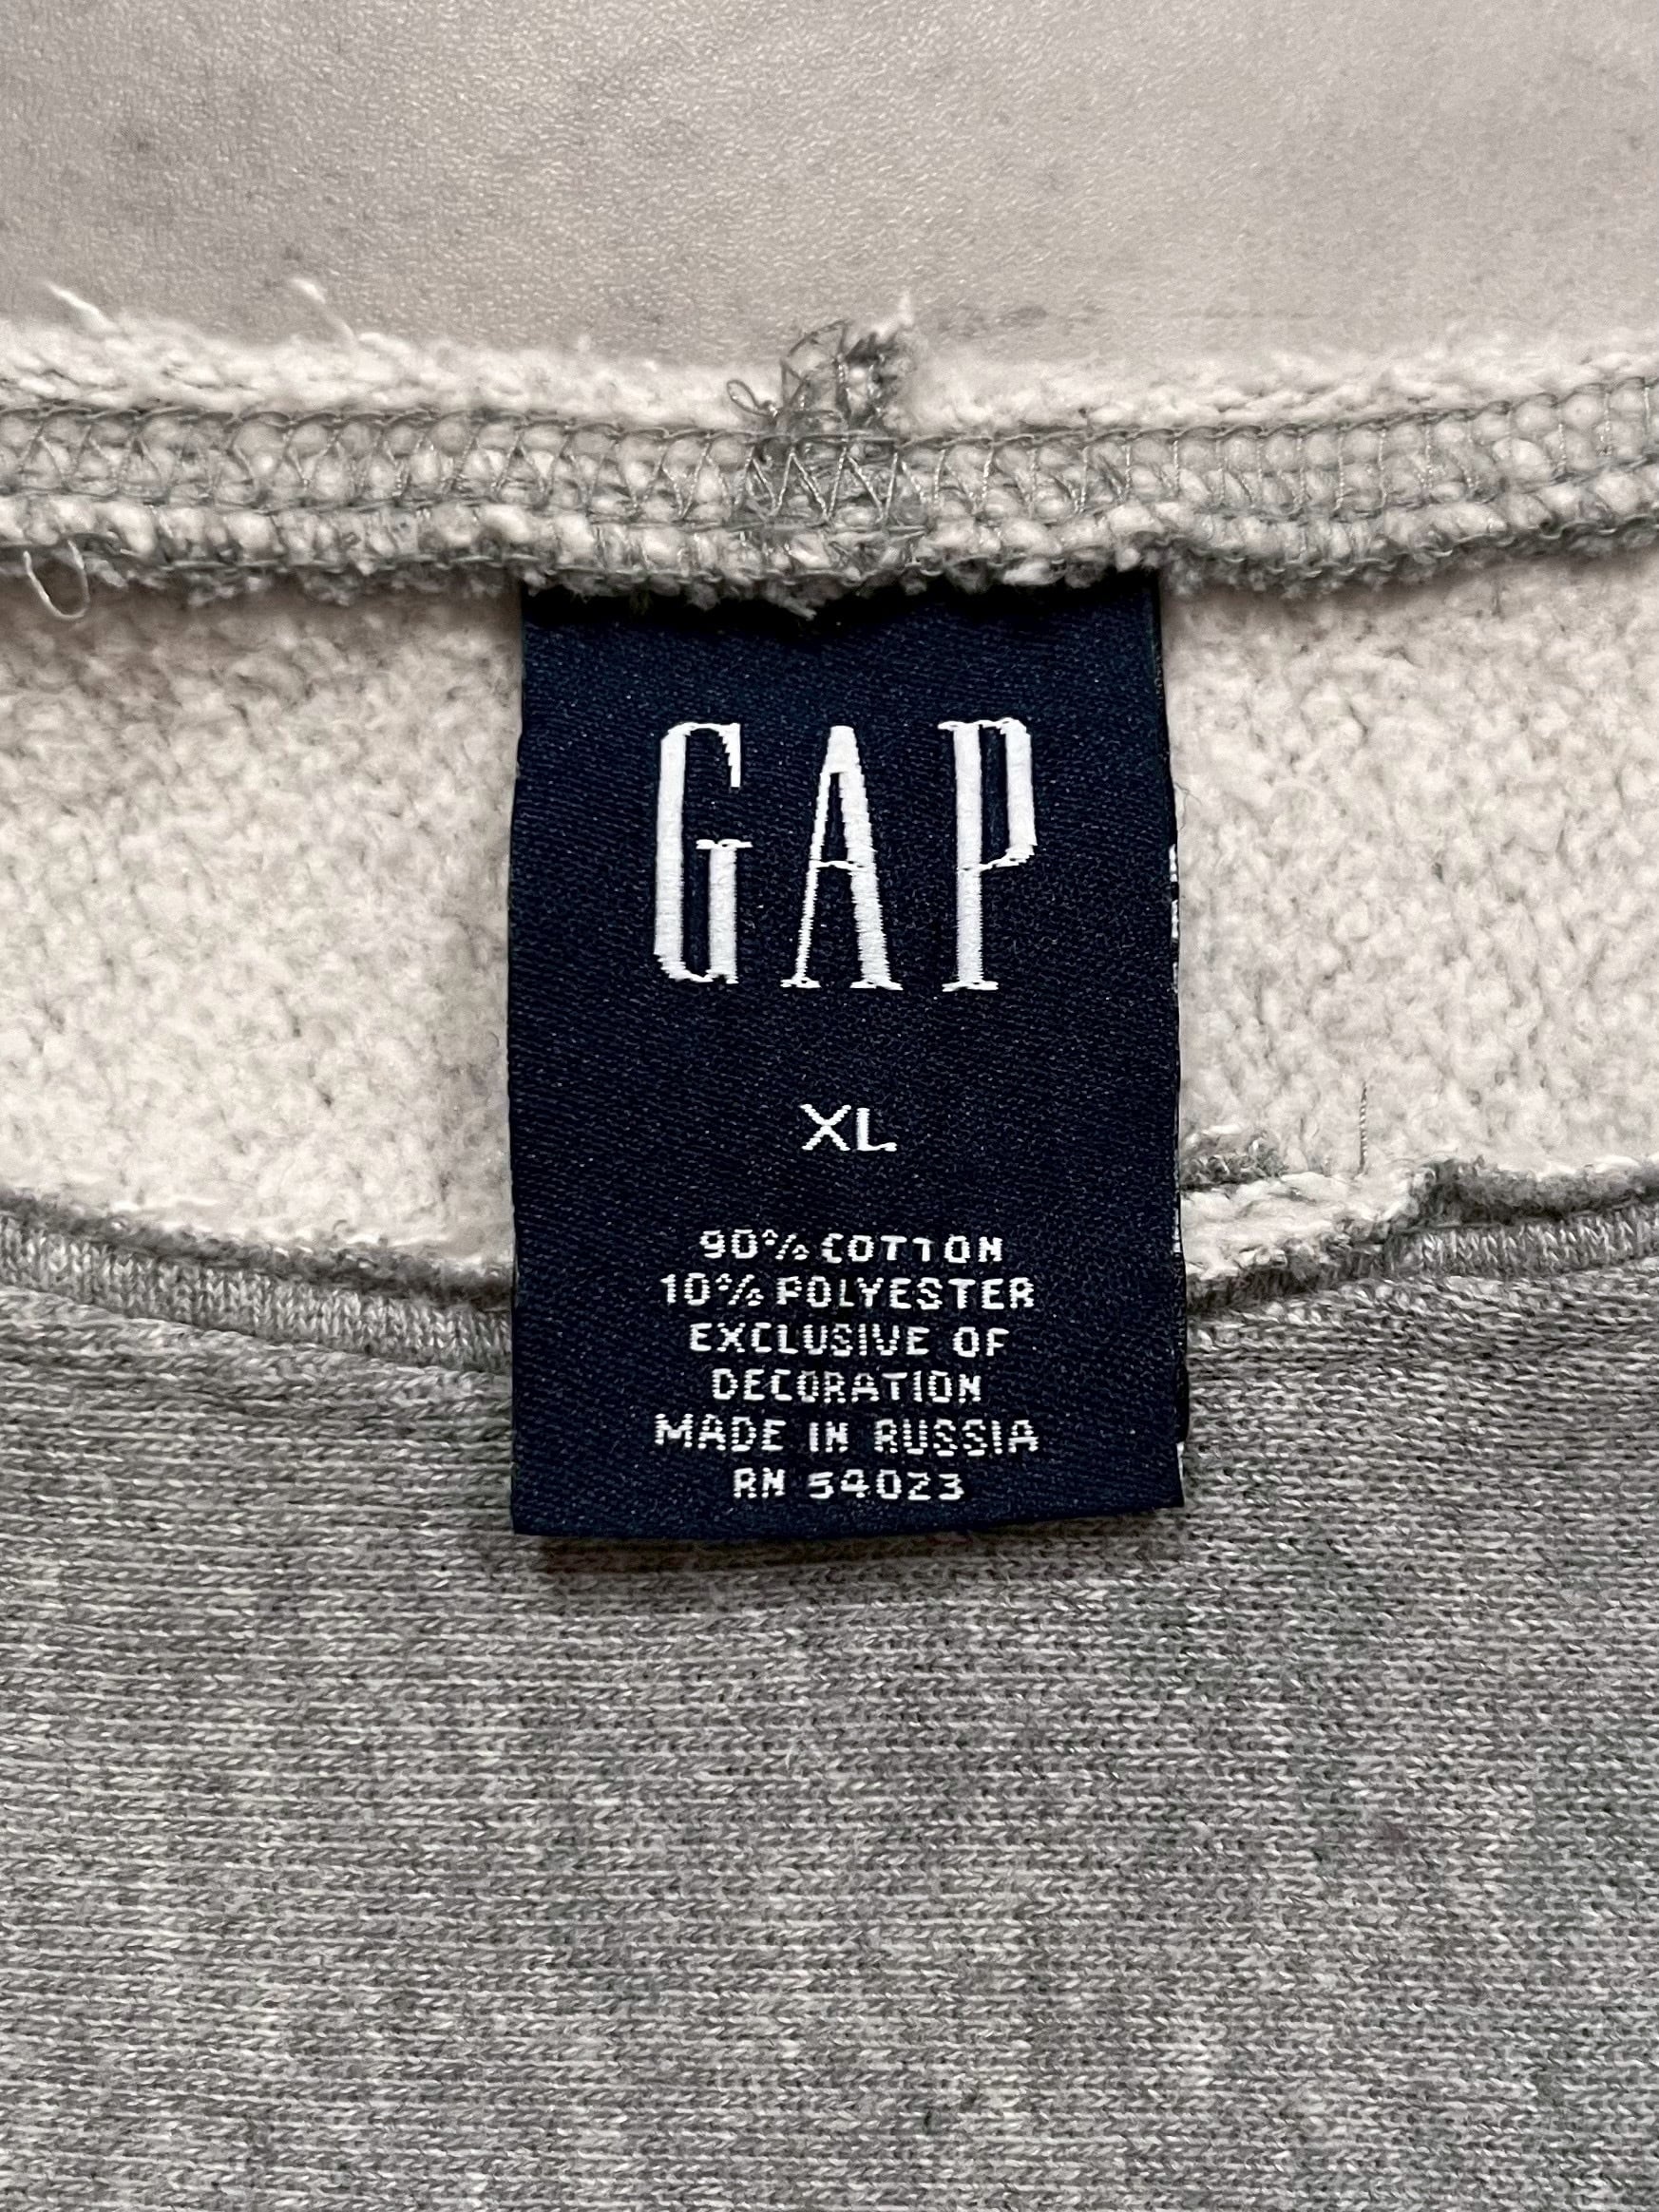 GAP
XL
90% COTTON
10% POLYESTER
EXCLUSIVE OF
DECORATION
MADE IN RUSSIA
RN 54023